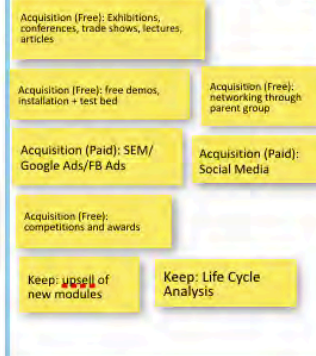 Acquisition (Free): Exhibitions,
conferences, trade shows, lectures,
articles
Acquisition (Free): free demos,
installation + test bed
Acquisition (Free):
networking through
parent group
Acquisition (Paid): SEM/
Google Ads/FB Ads
Acquisition (Paid):
Social Media
Acquisition (Free):
competitions and awards
Keep: upsell of
new modules
Keep: Life Cycle
Analysis